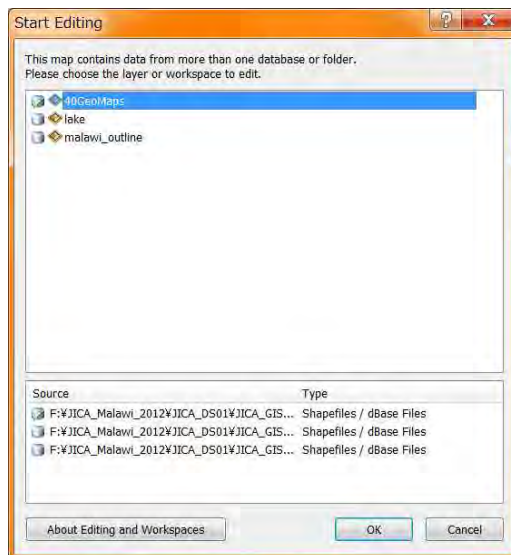 Start Editing
This map contains data from more than one database or folder.
Please choose the layer or workspace to edit.
40GeoMaps
lake
malawi_outline
Source Type
F:¥JICA_Malawi_2012¥JICA_DS01¥JICA_GIS... Shapefiles / dBase Files
F:¥JICA_Malawi_2012¥JICA_DS01¥JICA_GIS... Shapefiles / dBase Files
F:¥JICA_Malawi_2012¥JICA_DS01¥JICA_GIS... Shapefiles / dBase Files
About Editing and Workspaces OK Cancel